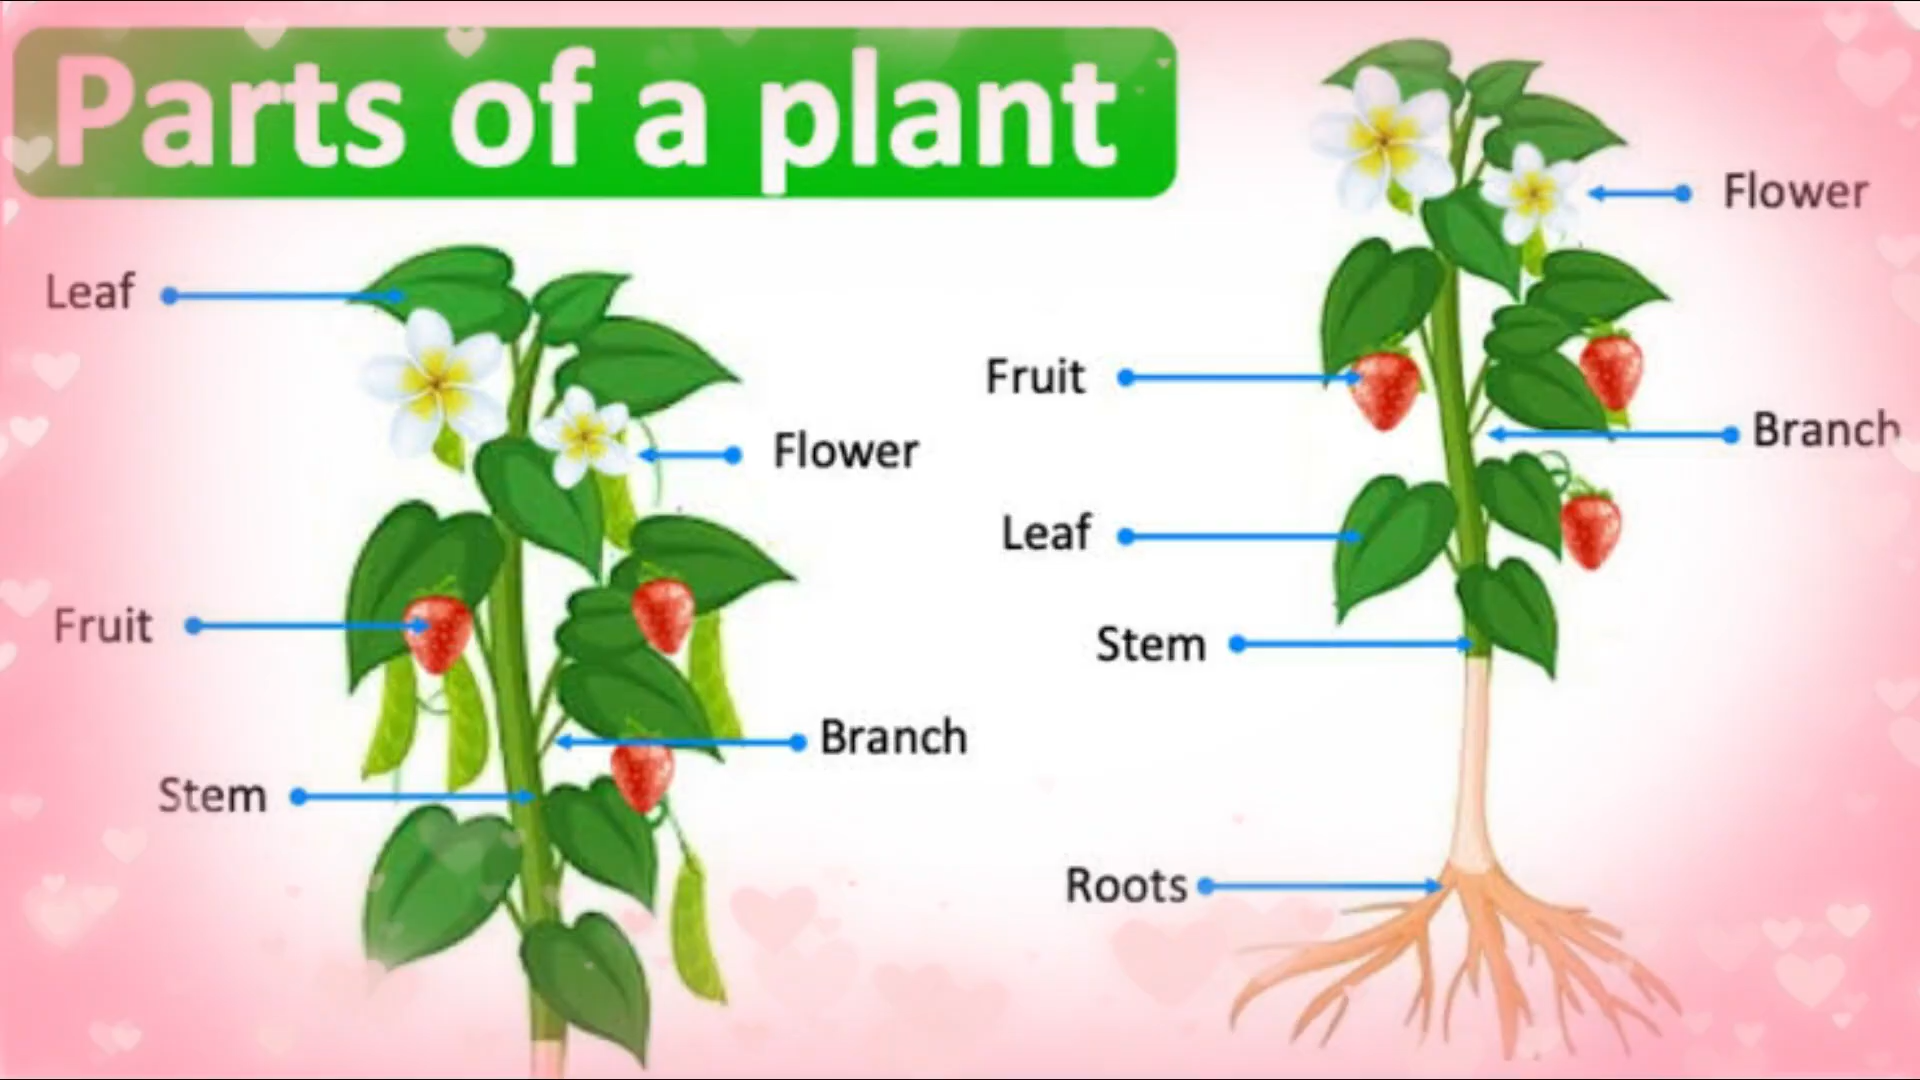 Parts of a plant
Leaf
Flower
Fruit
Branch
Stem
Flower
Fruit
Branch
Leaf
Stem
Roots